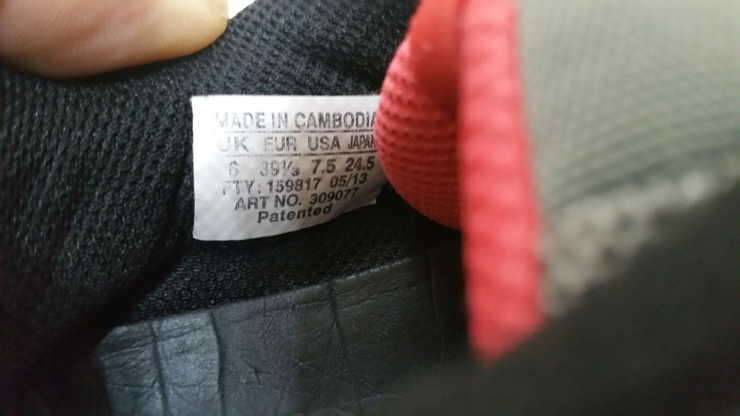 MADE IN CAMBODIA
UK EUR USA JAPAN
6 39⅓ 7.5 24.5
FTY: 159817 05/13
ART NO. 309077
Patented